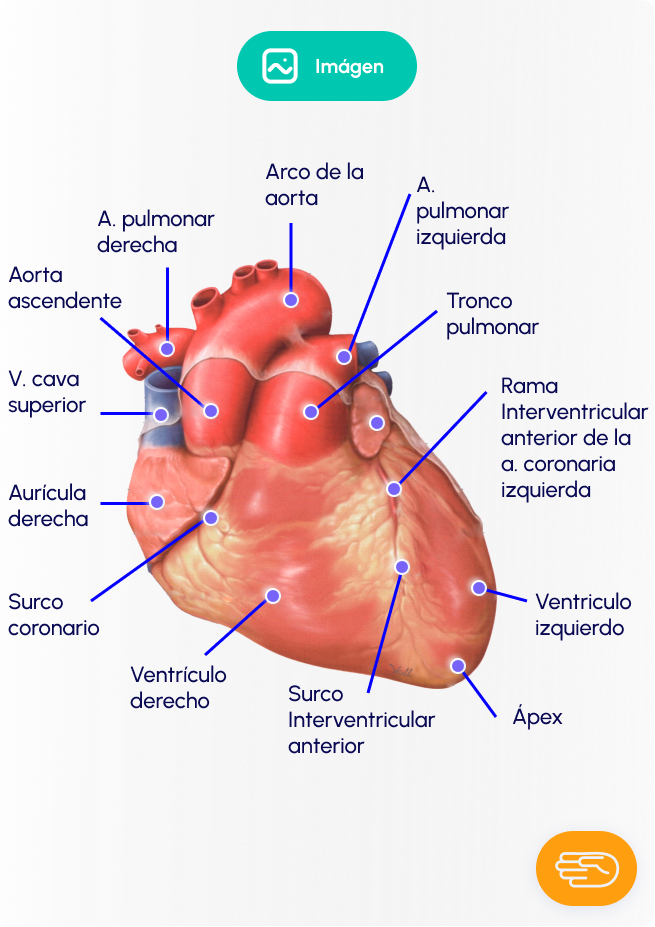 Imágen
Arco de la
aorta
A.
pulmonar
izquierda
A. pulmonar
derecha
Aorta
ascendente
Tronco
pulmonar
V. cava
superior
Rama
Interventricular
anterior de la
a. coronaria
izquierda
Aurícula
derecha
Surco
coronario
Ventriculo
izquierdo
Ventrículo
derecho
Surco
Interventricular
anterior
Ápex